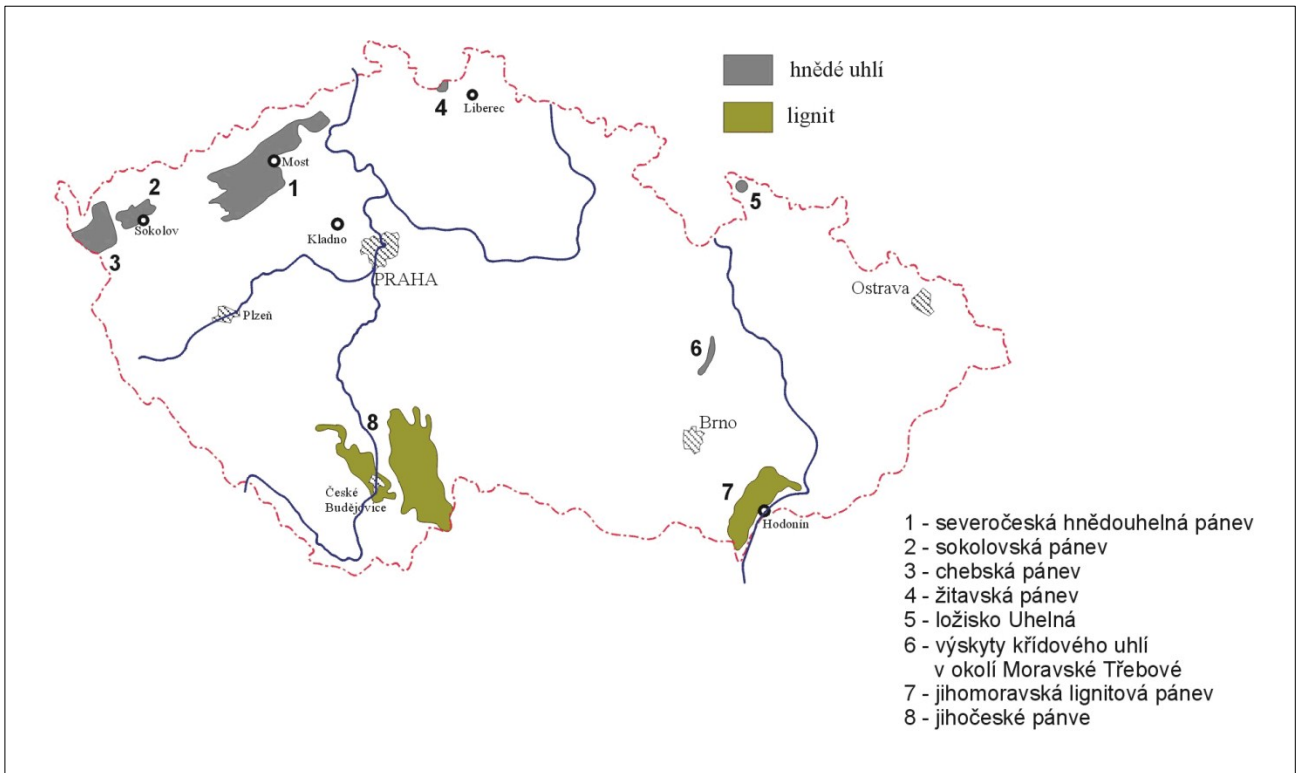 hnědé uhlí
lignit
4
Liberec
Most
1
2
Sokolov
3
Kladno
PRAHA
Plzeň
5
Ostrava
6
Brno
8
České
Budějovice
7
Hodonín
1 - severočeská hnědouhelná pánev
2 - sokolovská pánev
3 - chebská pánev
4 - žitavská pánev
5 - ložisko Uhelná
6 - výskyty křídového uhlí
v okolí Moravské Třebové
7 - jihomoravská lignitová pánev
8 - jihočeské pánve